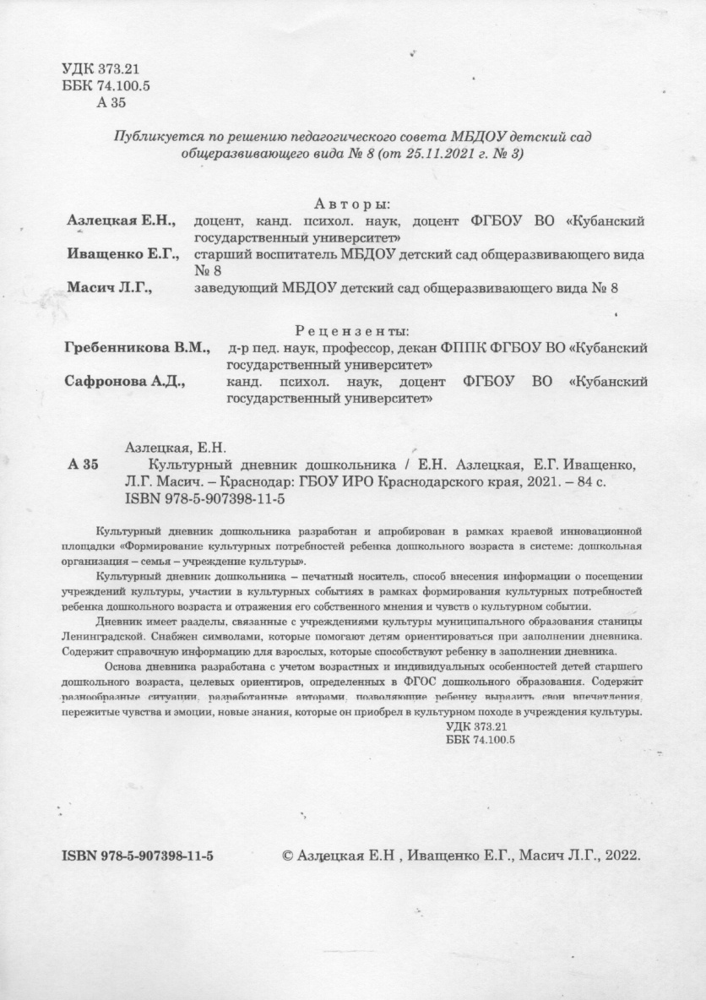 УДК 373.21
ББК 74.100.5
А 35
Публикуется по решению педагогического совета МБДОУ детский сад
общеразвивающего вида № 8 (от 25.11.2021 г. № 3)
А в т о р ы:
Азлецкая Е.Н., доцент, канд. психол. наук, доцент ФГБОУ ВО «Кубанский
государственный университет»
Иващенко Е.Г., старший воспитатель МБДОУ детский сад общеразвивающего вида
№ 8
Масич Л.Г., заведующий МБДОУ детский сад общеразвивающего вида № 8
Р е ц е н з е н ты:
Гребенникова В.М., д-р пед. наук, профессор, декан ФППК ФГБОУ ВО «Кубанский
государственный университет»
Сафронова А.Д., канд. психол. наук, доцент ФГБОУ ВО «Кубанский
государственный университет»
Азлецкая, Е.Н.
А 35 Культурный дневник дошкольника / Е.Н. Азлецкая, Е.Г. Иващенко,
Л.Г. Масич. – Краснодар: ГБОУ ИРО Краснодарского края, 2021. – 84 с.
ISBN 978-5-907398-11-5
Культурный дневник дошкольника разработан и апробирован в рамках краевой инновационной
площадки «Формирование культурных потребностей ребенка дошкольного возраста в системе: дошкольная
организация – семья – учреждение культуры».
Культурный дневник дошкольника – печатный носитель, способ внесения информации о посещении
учреждений культуры, участии в культурных событиях в рамках формирования культурных потребностей
ребенка дошкольного возраста и отражения его собственного мнения и чувств о культурном событии.
Дневник имеет разделы, связанные с учреждениями культуры муниципального образования станицы
Ленинградской. Снабжен символами, которые помогают детям ориентироваться при заполнении дневника.
Содержит справочную информацию для взрослых, которые способствуют ребенку в заполнении дневника.
Основа дневника разработана с учетом возрастных и индивидуальных особенностей детей старшего
дошкольного возраста, целевых ориентиров, определенных в ФГОС дошкольного образования. Содержит
разнообразные ситуации, разработанные авторами, позволяющие ребенку выразить свои впечатления,
пережитые чувства и эмоции, новые знания, которые он приобрел в культурном походе в учреждения культуры.
УДК 373.21
ББК 74.100.5
ISBN 978-5-907398-11-5 © Азлецкая Е.Н , Иващенко Е.Г., Масич Л.Г., 2022.